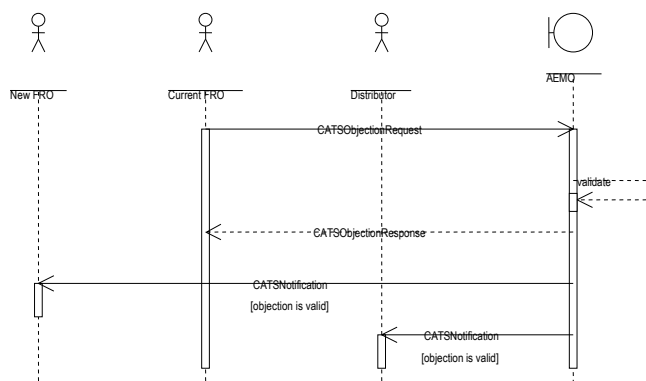 AEMO
New FRO
Current FRO
Distributor
CATSObjectionRequest
validate
CATSObjectionResponse
CATSNotification
[objection is valid]
CATSNotification
[objection is valid]